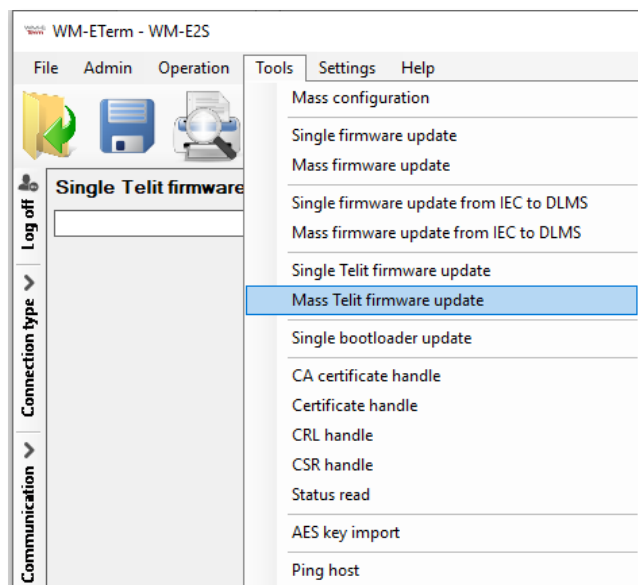 WM-E Term
WM-ETerm - WM-E2S
File Admin Operation Tools Settings Help
Mass configuration
Single firmware update
Mass firmware update
Single firmware update from IEC to DLMS
Mass firmware update from IEC to DLMS
Single Telit firmware update
Mass Telit firmware update
Single bootloader update
CA certificate handle
Certificate handle
CRL handle
CSR handle
Status read
AES key import
Ping host
Log off
Connection type
Communication
Single Telit firmware